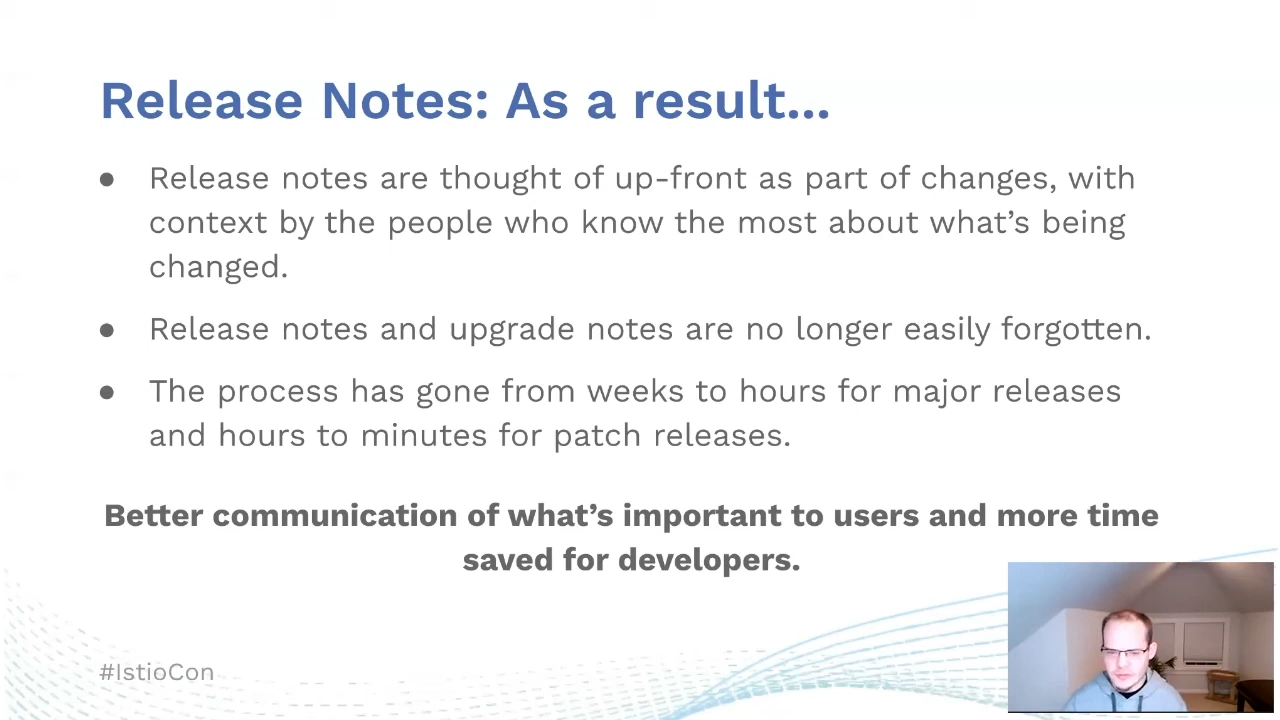 Release Notes: As a result...
● Release notes are thought of up-front as part of changes, with
context by the people who know the most about what’s being
changed.
● Release notes and upgrade notes are no longer easily forgotten.
● The process has gone from weeks to hours for major releases
and hours to minutes for patch releases.
Better communication of what’s important to users and more time
saved for developers.
#IstioCon